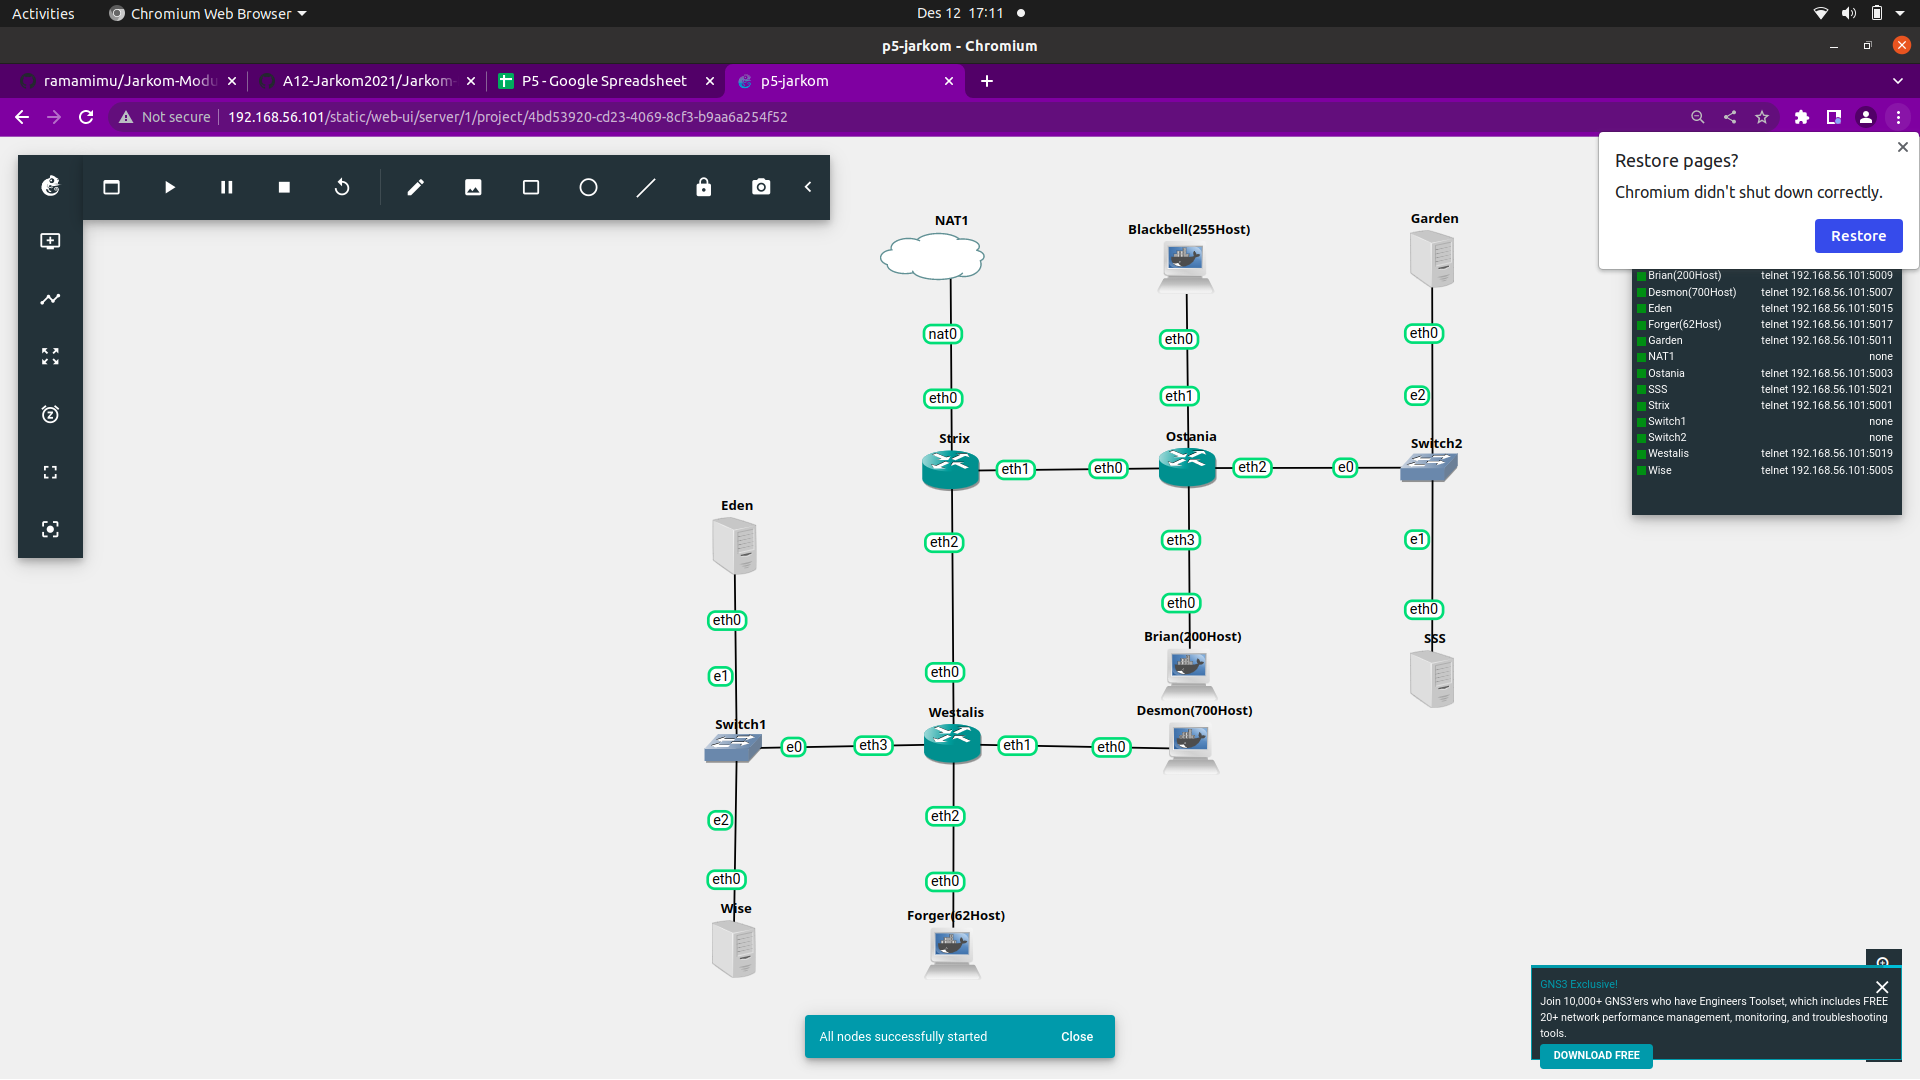 Activities
Chromium Web Browser
Des 12 17:11
p5-jarkom - Chromium
ramamimu/Jarkom-Modu
A12-Jarkom2021/Jarkom-
P5 - Google Spreadsheet
p5-jarkom
Not secure
192.168.56.101/static/web-ui/server/1/project/4bd53920-cd23-4069-8cf3-b9aa6a254f52
Restore pages?
Chromium didn't shut down correctly.
Restore
Brian(200Host) telnet 192.168.56.101:5009
Desmon(700Host) telnet 192.168.56.101:5007
Eden telnet 192.168.56.101:5015
Forger(62Host) telnet 192.168.56.101:5017
Garden telnet 192.168.56.101:5011
NAT1 none
Ostania telnet 192.168.56.101:5003
SSS telnet 192.168.56.101:5021
Strix telnet 192.168.56.101:5001
Switch1 none
Switch2 none
Westalis telnet 192.168.56.101:5019
Wise telnet 192.168.56.101:5005
NAT1
Blackbell(255Host)
Garden
nat0
eth0
eth0
eth0
eth1
e2
Strix
Ostania
Switch2
eth1
eth0
eth2
e0
Eden
eth2
eth3
e1
eth0
eth0
eth0
Brian(200Host)
SSS
eth0
e1
Westalis
Desmon(700Host)
Switch1
e0
eth3
eth1
eth0
e2
eth2
eth0
eth0
Wise
Forger(62Host)
All nodes successfully started
Close
GNS3 Exclusive!
Join 10,000+ GNS3'ers who have Engineers Toolset, which includes FREE
20+ network performance management, monitoring, and troubleshooting
tools.
DOWNLOAD FREE